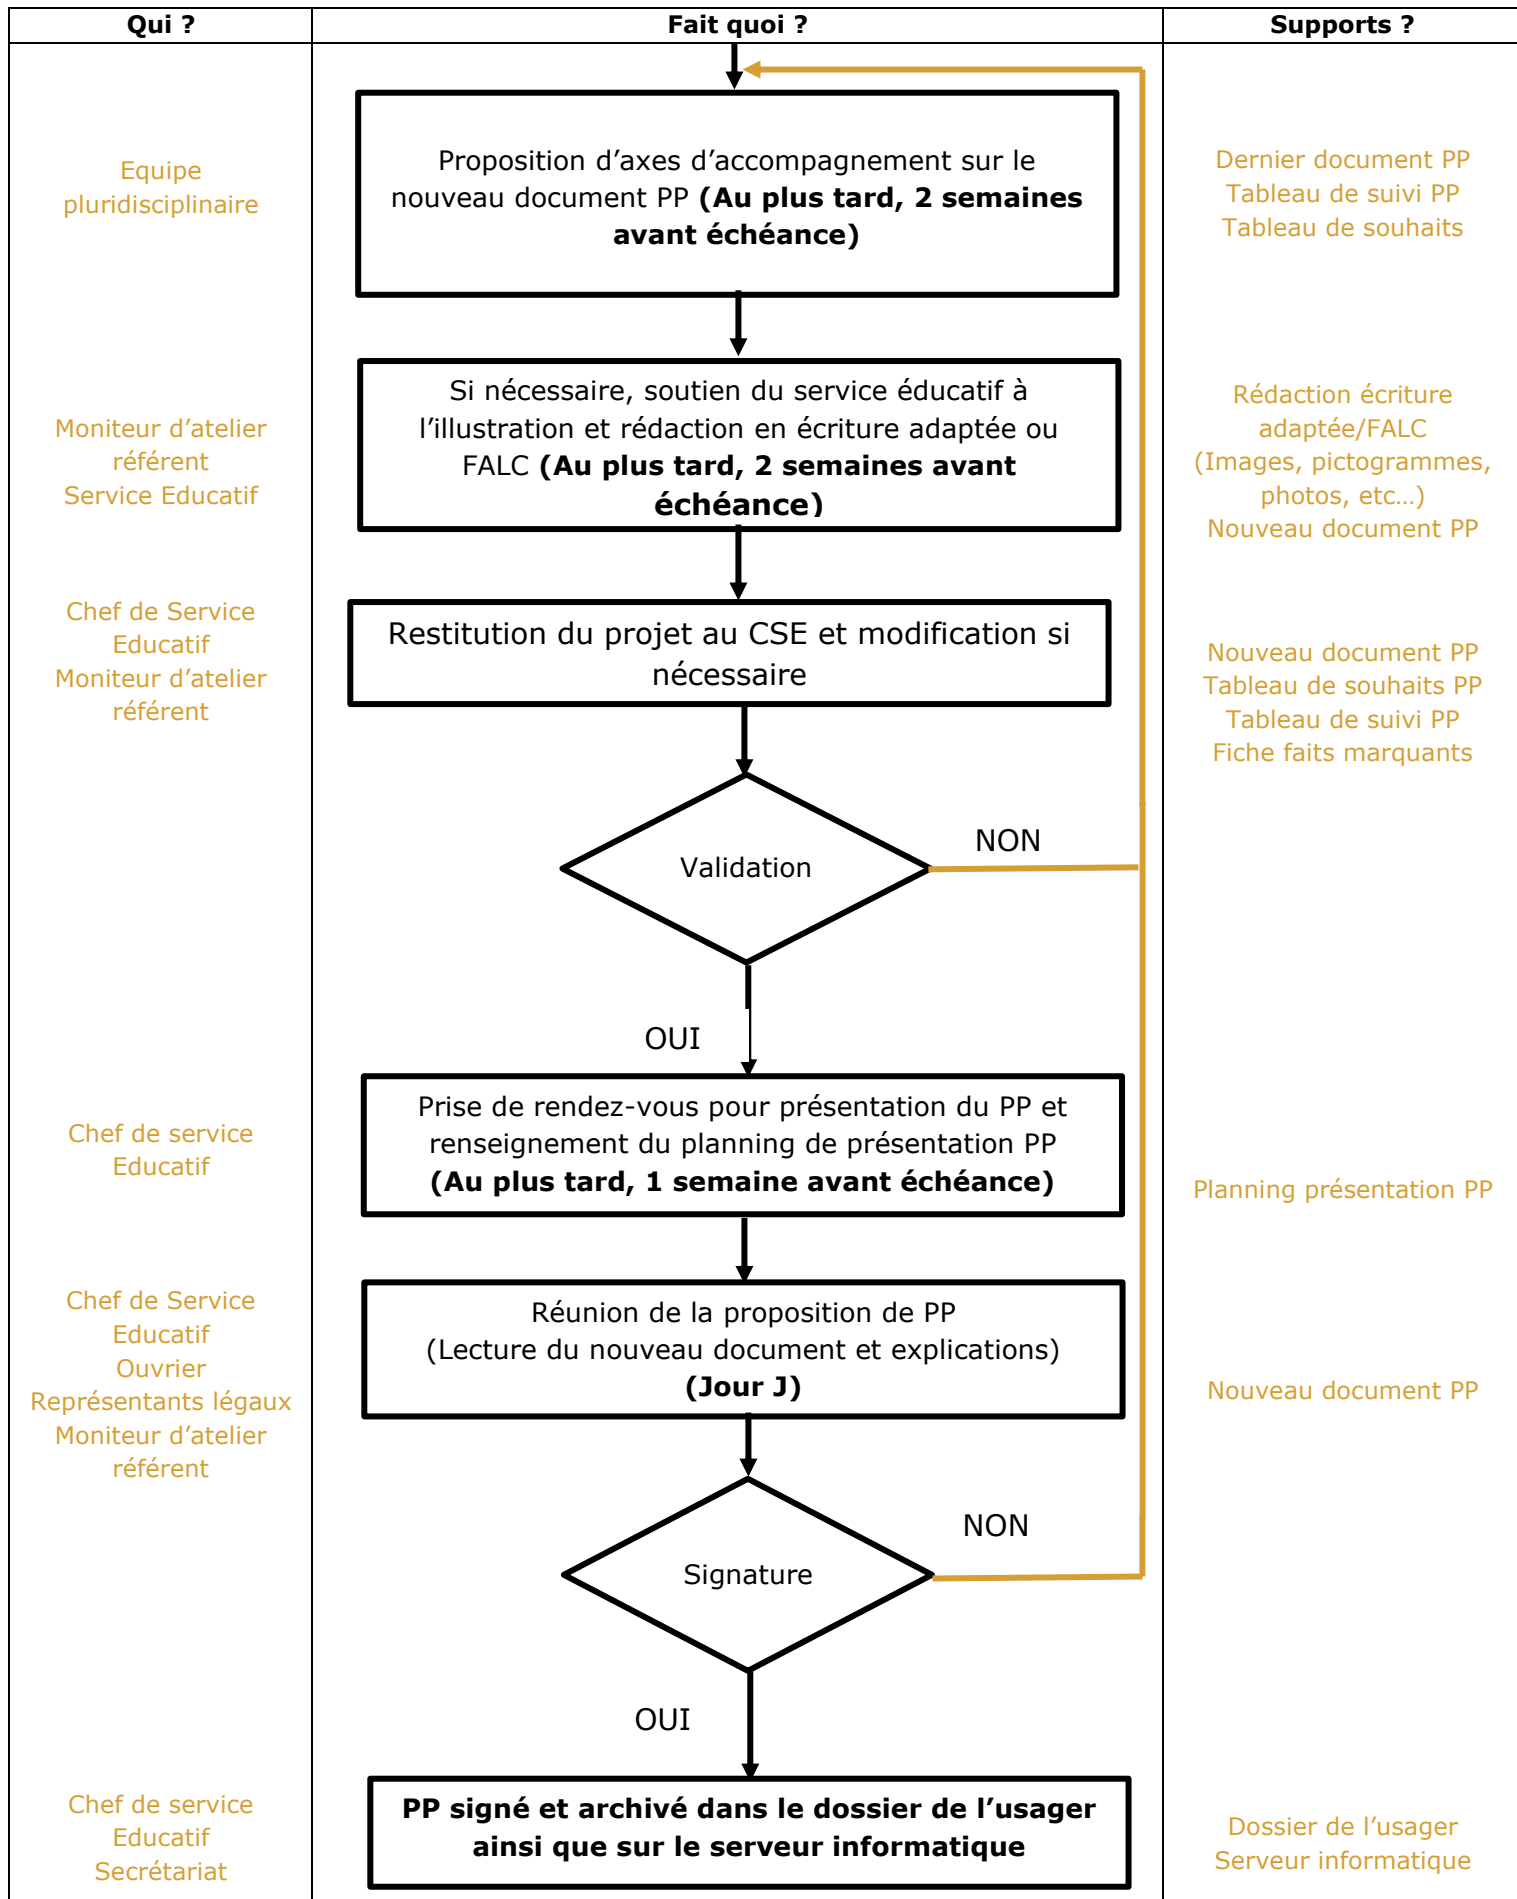 Qui ?
Fait quoi ?
Supports ?
Equipe
pluridisciplinaire
Proposition d’axes d’accompagnement sur le
nouveau document PP (Au plus tard, 2 semaines
avant échéance)
Dernier document PP
Tableau de suivi PP
Tableau de souhaits
Moniteur d’atelier
référent
Service Educatif
Si nécessaire, soutien du service éducatif à
l’illustration et rédaction en écriture adaptée ou
FALC (Au plus tard, 2 semaines avant
échéance)
Rédaction écriture
adaptée/FALC
(Images, pictogrammes,
photos, etc…)
Nouveau document PP
Chef de Service
Educatif
Moniteur d’atelier
référent
Restitution du projet au CSE et modification si
nécessaire
Nouveau document PP
Tableau de souhaits PP
Tableau de suivi PP
Fiche faits marquants
Validation
NON
OUI
Chef de service
Educatif
Prise de rendez-vous pour présentation du PP et
renseignement du planning de présentation PP
(Au plus tard, 1 semaine avant échéance)
Planning présentation PP
Chef de Service
Educatif
Ouvrier
Représentants légaux
Moniteur d’atelier
référent
Réunion de la proposition de PP
(Lecture du nouveau document et explications)
(Jour J)
Nouveau document PP
Signature
NON
OUI
Chef de service
Educatif
Secrétariat
PP signé et archivé dans le dossier de l’usager
ainsi que sur le serveur informatique
Dossier de l’usager
Serveur informatique